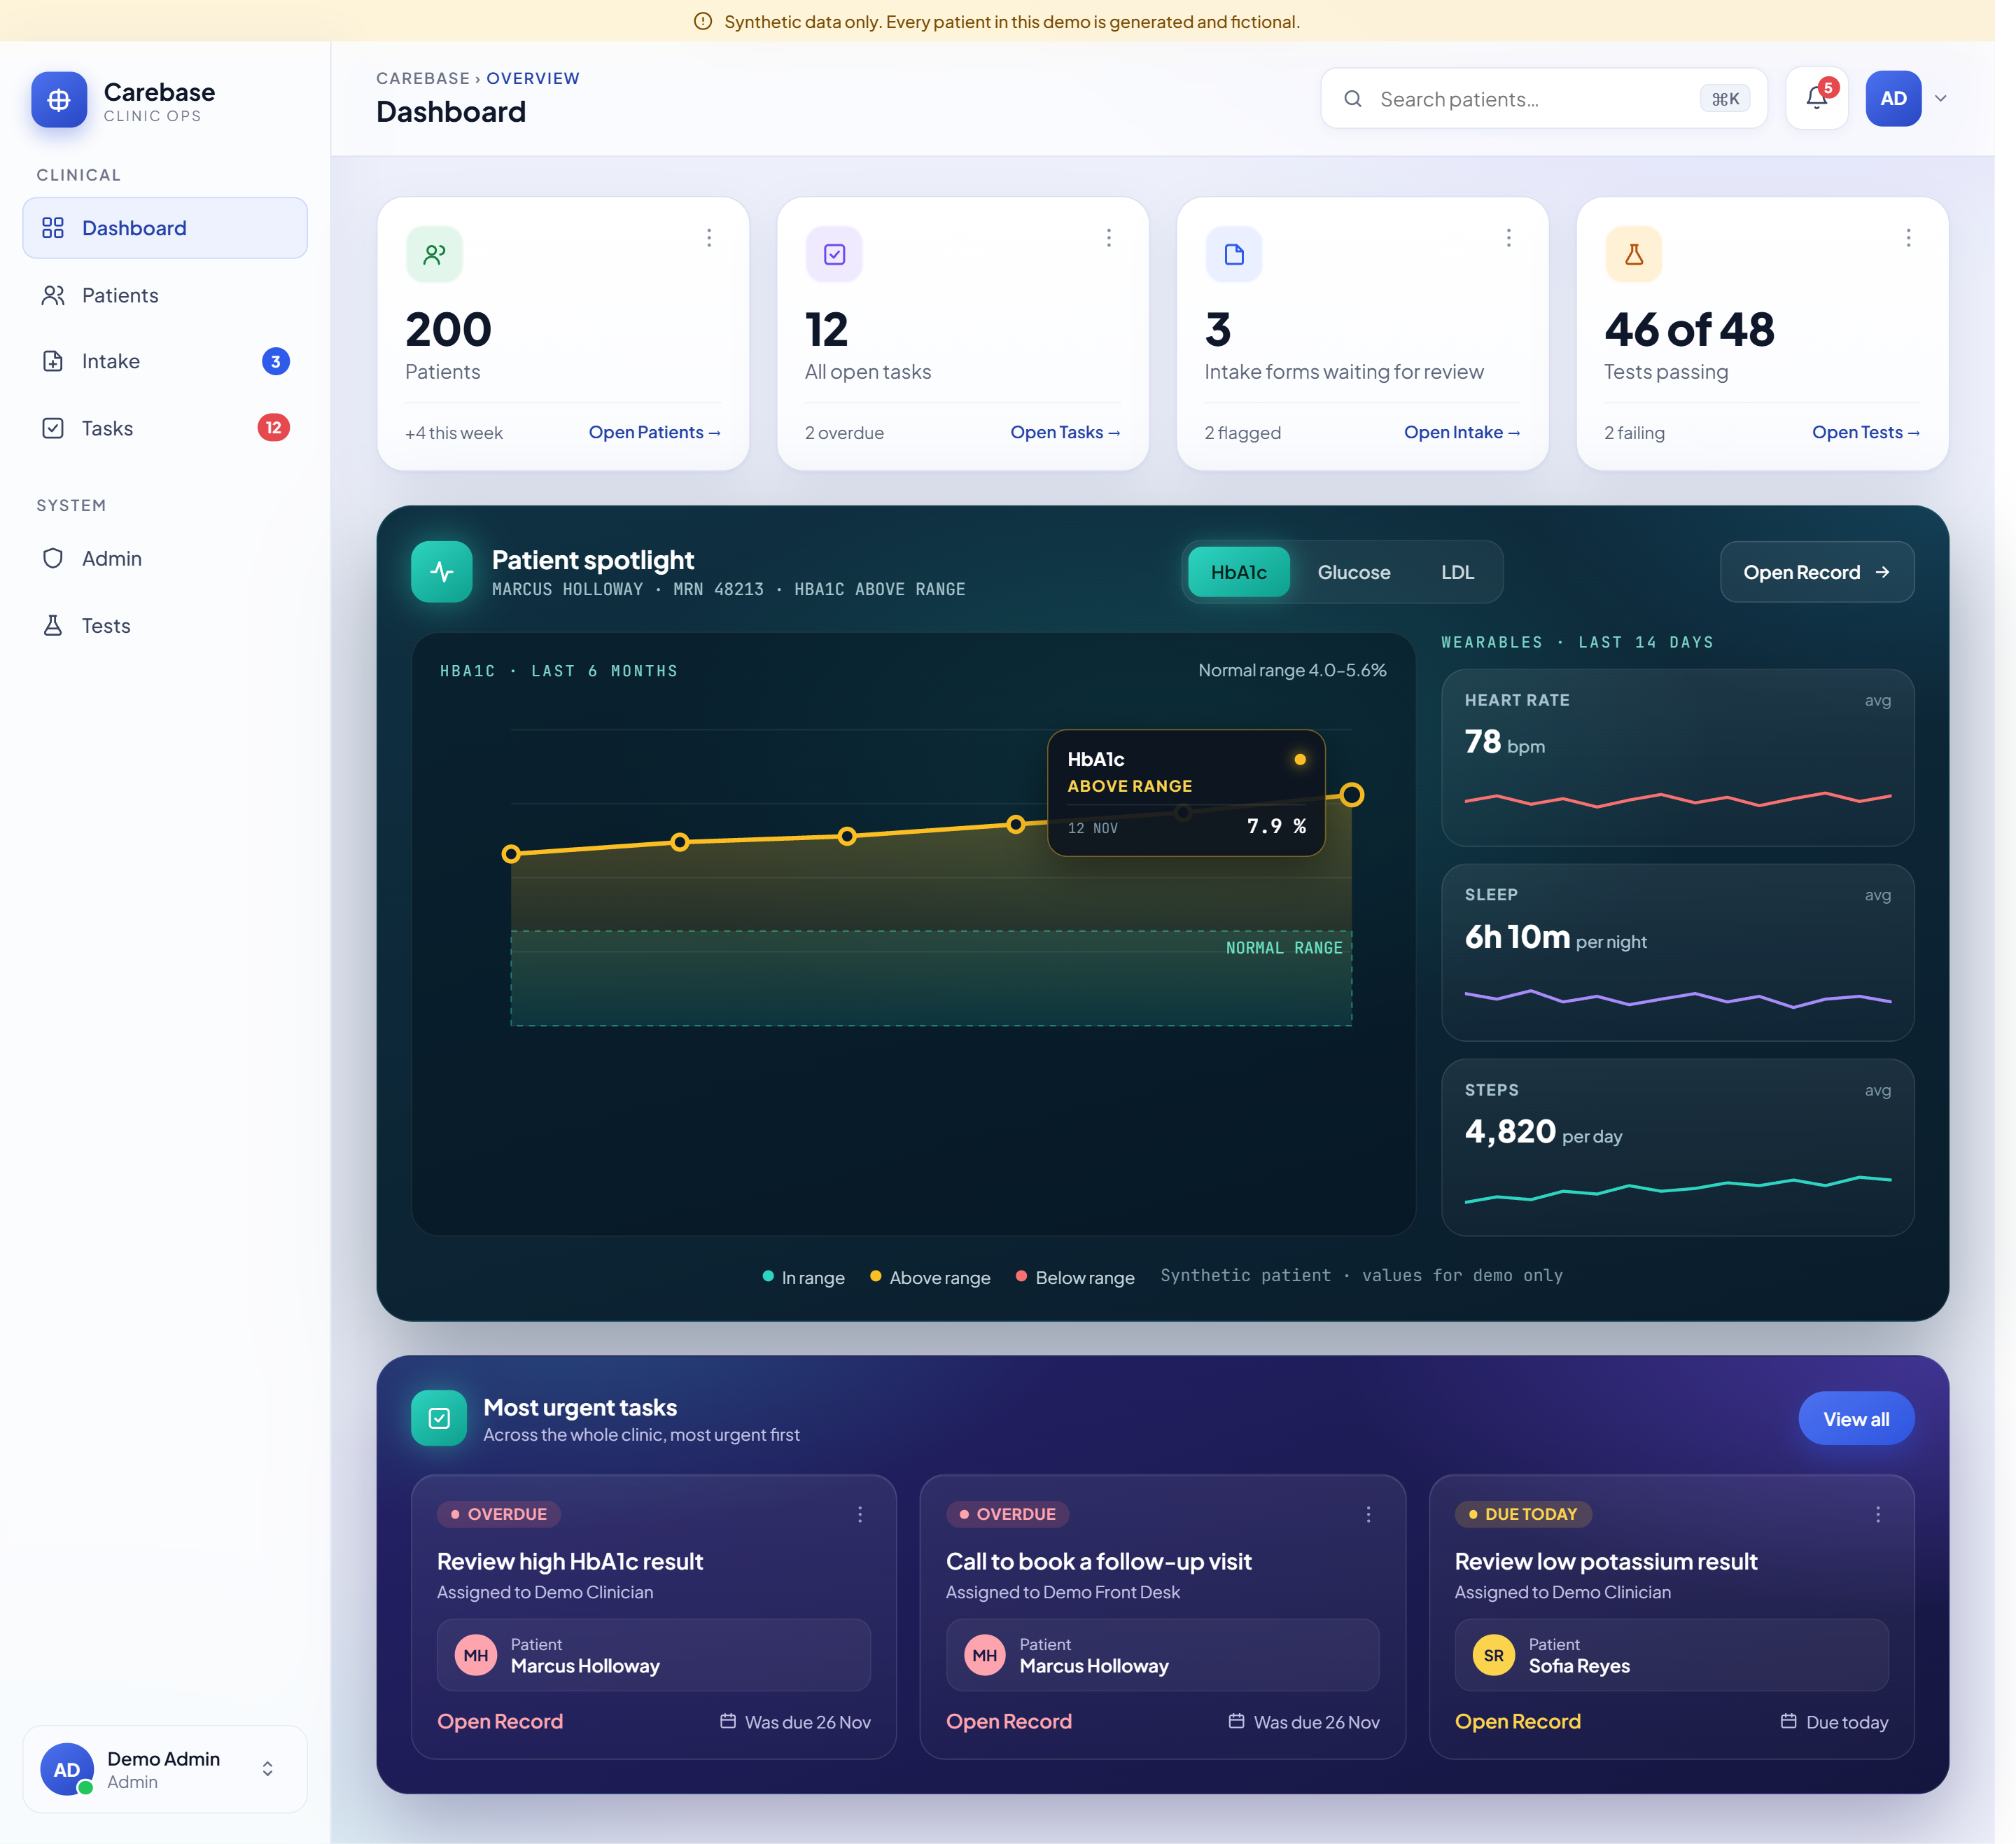 Synthetic data only. Every patient in this demo is generated and fictional.
Carebase
CLINIC OPS
CLINICAL
Dashboard
Patients
Intake 3
Tasks 12
SYSTEM
Admin
Tests
AD
Demo Admin
Admin
CAREBASE › OVERVIEW
Dashboard
Search patients... ⌘K
5
AD
200
Patients
+4 this week Open Patients →
12
All open tasks
2 overdue Open Tasks →
3
Intake forms waiting for review
2 flagged Open Intake →
46 of 48
Tests passing
2 failing Open Tests →
Patient spotlight
MARCUS HOLLOWAY · MRN 48213 · HBA1C ABOVE RANGE
HbA1c Glucose LDL
Open Record →
HBA1C · LAST 6 MONTHS
Normal range 4.0–5.6%
HbA1c
ABOVE RANGE
12 NOV 7.9 %
NORMAL RANGE
WEARABLES · LAST 14 DAYS
HEART RATE avg
78 bpm
SLEEP avg
6h 10m per night
STEPS avg
4,820 per day
In range Above range Below range Synthetic patient · values for demo only
Most urgent tasks
Across the whole clinic, most urgent first
View all
OVERDUE
Review high HbA1c result
Assigned to Demo Clinician
MH
Patient
Marcus Holloway
Open Record Was due 26 Nov
OVERDUE
Call to book a follow-up visit
Assigned to Demo Front Desk
MH
Patient
Marcus Holloway
Open Record Was due 26 Nov
DUE TODAY
Review low potassium result
Assigned to Demo Clinician
SR
Patient
Sofia Reyes
Open Record Due today